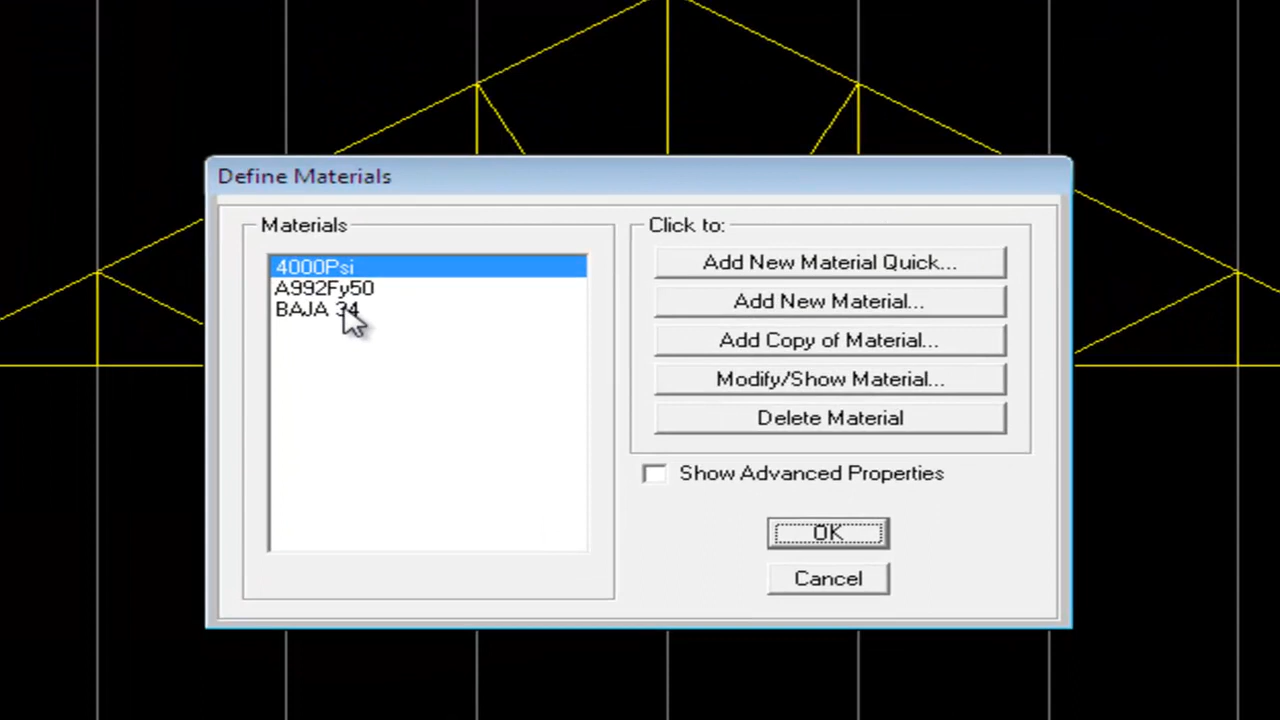 Define Materials
Materials
4000Psi
A992Fy50
BAJA 34
Click to:
Add New Material Quick...
Add New Material...
Add Copy of Material...
Modify/Show Material...
Delete Material
Show Advanced Properties
OK
Cancel